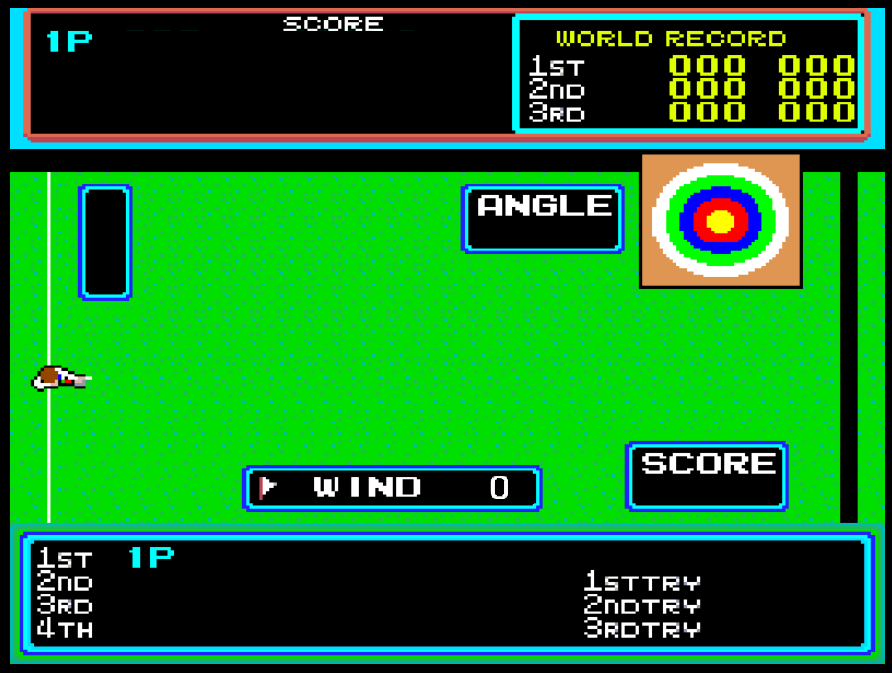 SCORE
1P
WORLD RECORD
1ST 000 000
2ND 000 000
3RD 000 000
ANGLE
SCORE
WIND 0
1ST 1P
2ND 1STTRY
3RD 2NDTRY
4TH 3RDTRY